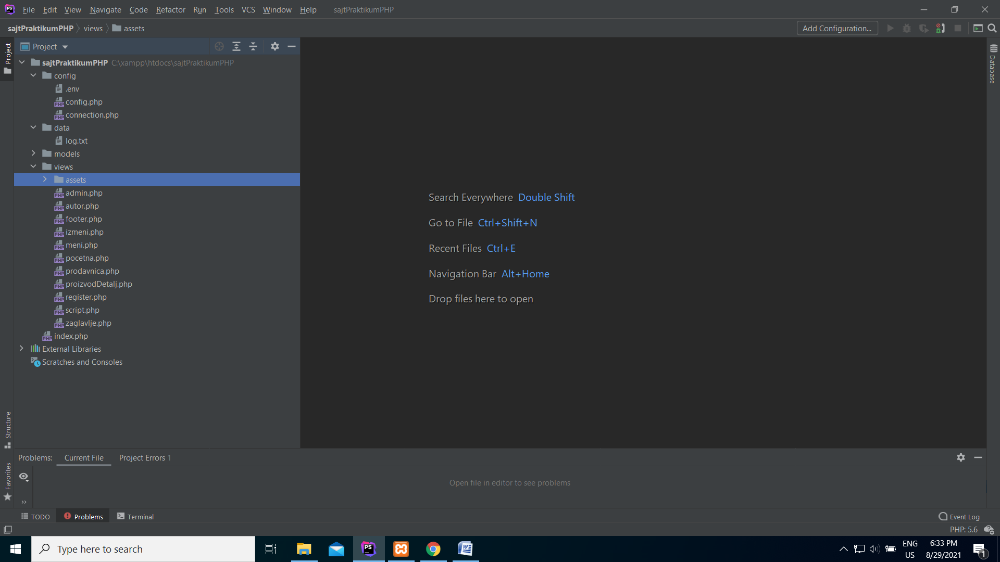 File Edit View Navigate Code Refactor Run Tools VCS Window Help sajtPraktikumPHP
sajtPraktikumPHP views assets
Add Configuration...
Project
Project
Database
sajtPraktikumPHP C:\xampp\htdocs\sajtPraktikumPHP
config
.env
config.php
connection.php
data
log.txt
models
views
assets
admin.php
autor.php
footer.php
izmeni.php
meni.php
pocetna.php
prodavnica.php
proizvodDetalj.php
register.php
script.php
zaglavlje.php
index.php
External Libraries
Scratches and Consoles
Search Everywhere Double Shift
Go to File Ctrl+Shift+N
Recent Files Ctrl+E
Navigation Bar Alt+Home
Drop files here to open
Structure
Favorites
Problems: Current File Project Errors 1
Open file in editor to see problems
TODO Problems Terminal
Event Log
PHP: 5.6
Type here to search
ENG
US
6:33 PM
8/29/2021
1